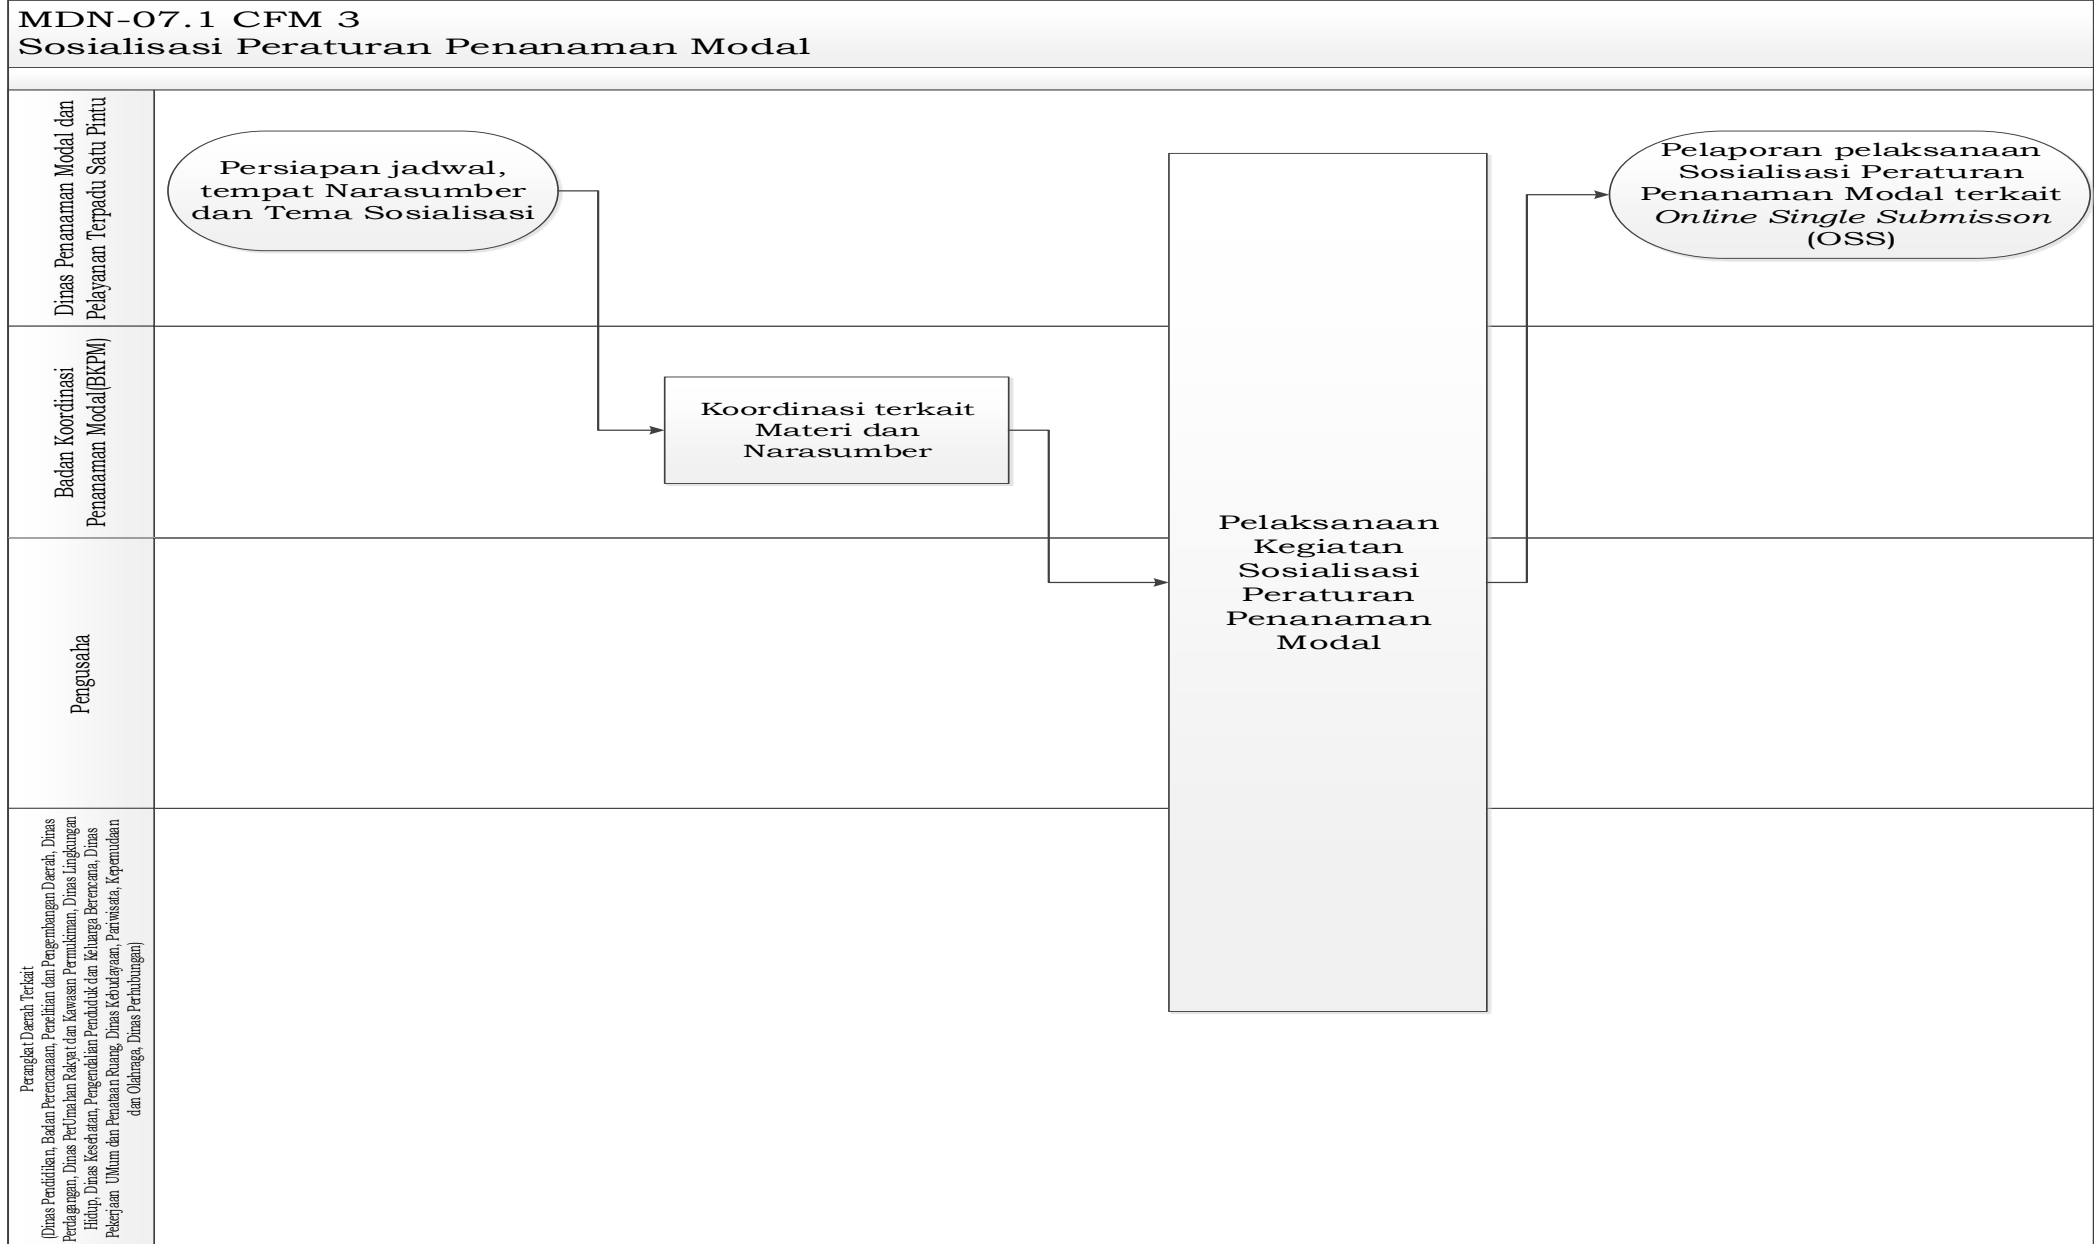 MDN-07.1 CFM 3
Sosialisasi Peraturan Penanaman Modal
Dinas Penanaman Modal dan
Pelayanan Terpadu Satu Pintu
Persiapan jadwal,
tempat Narasumber
dan Tema Sosialisasi
Pelaporan pelaksanaan
Sosialisasi Peraturan
Penanaman Modal terkait
Online Single Submisson
(OSS)
Badan Koordinasi
Penanaman Modal(BKPM)
Koordinasi terkait
Materi dan
Narasumber
Pelaksanaan
Kegiatan
Sosialisasi
Peraturan
Penanaman
Modal
Pengusaha
Perangkat Daerah Terkait
(Dinas Pendidikan, Badan Perencanaan, Penelitian dan Pengembangan Daerah, Dinas
Perdagangan, Dinas PerUmahan Rakyat dan Kawasan Permukiman, Dinas Lingkungan
Hidup, Dinas Kesehatan, Pengendalian Penduduk dan Keluarga Berencana, Dinas
Pekerjaan UMum dan Penataan Ruang, Dinas Kebudayaan, Pariwisata, Kepemudaan
dan Olahraga, Dinas Perhubungan)